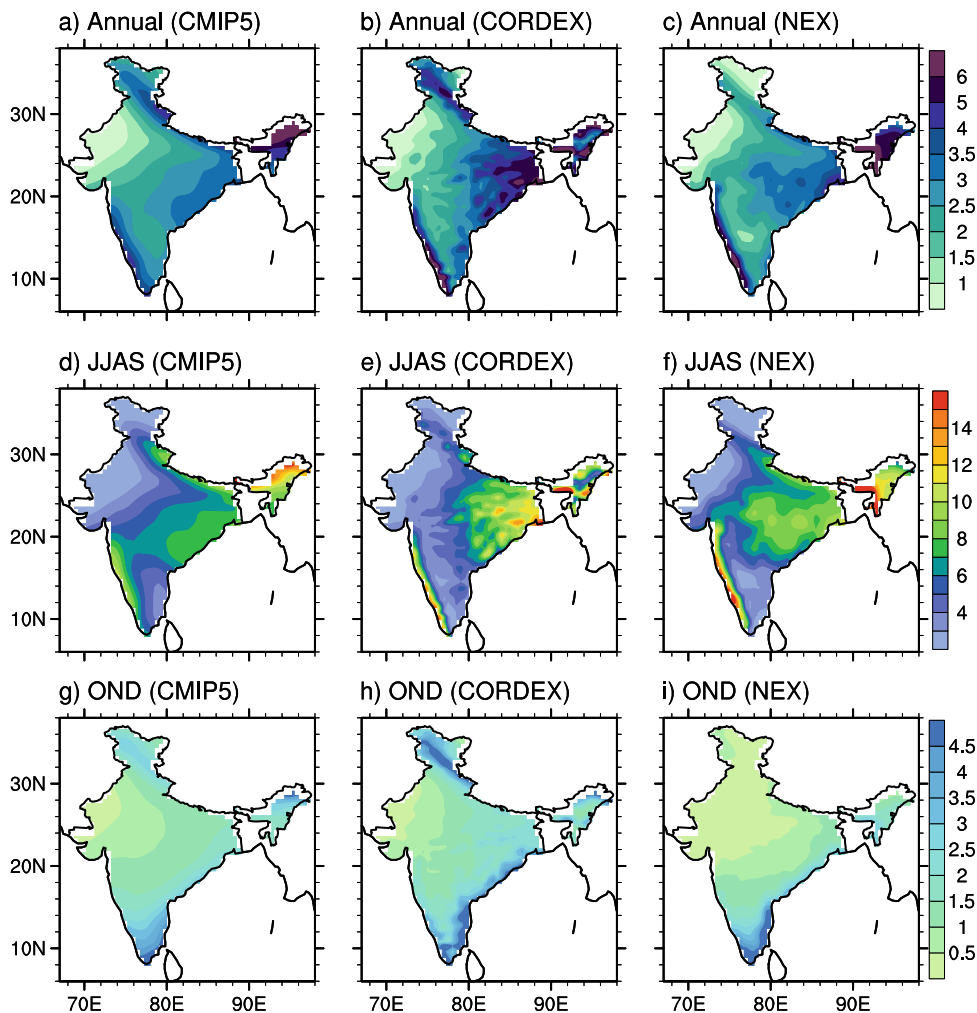 a) Annual (CMIP5)
b) Annual (CORDEX)
c) Annual (NEX)
30N
20N
10N
6
5
4
3.5
3
2.5
2
1.5
1
d) JJAS (CMIP5)
e) JJAS (CORDEX)
f) JJAS (NEX)
30N
20N
10N
14
12
10
8
6
4
g) OND (CMIP5)
h) OND (CORDEX)
i) OND (NEX)
30N
20N
10N
4.5
4
3.5
3
2.5
2
1.5
1
0.5
70E 80E 90E
70E 80E 90E
70E 80E 90E